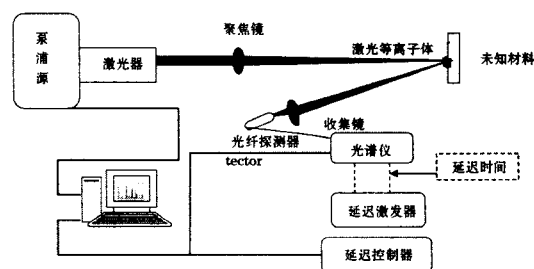 泵
浦
源
激光器
聚焦镜
激光等离子体
未知材料
收集镜
光纤探测器
tector
光谱仪
延迟时间
延迟激发器
延迟控制器